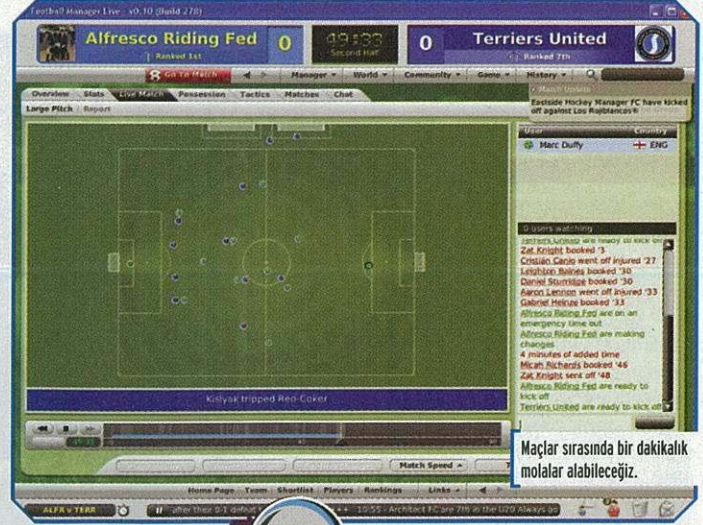 Football Manager Live - v0.10 (Build 278)
Alfresco Riding Fed 0
Ranked 1st
49:33
Second Half
0 Terriers United
Ranked 7th
Go To Match
Manager
World
Community
Game
History
Overview
Stats
Live Match
Possession
Tactics
Matches
Chat
Large Pitch / Report
Match Update
Eastside Hockey Manager FC have kicked
off against Los Rojiblancos®
User
Country
Marc Duffy
ENG
0 users watching
Terriers United are ready to kick off
Zat Knight booked '3
Cristian Canio went off injured '27
Leighton Baines booked '30
Daniel Sturridge booked '30
Aaron Lennon went off injured '33
Gabriel Heinze booked '33
Alfresco Riding Fed are on an
emergency time out
Alfresco Riding Fed are making
changes
4 minutes of added time
Micah Richards booked '46
Zat Knight sent off '48
Alfresco Riding Fed are ready to
kick off
Terriers United are ready to kick off
Kislyak tripped Reo-Coker
49:33
Match Speed
Maçlar sırasında bir dakikalık
molalar alabileceğiz.
Home Page
Team
Shortlist
Players
Rankings
Links
ALFR v TERR
after their 0-1 defeat
10:55 - Architect FC are 7th in the U20 Always